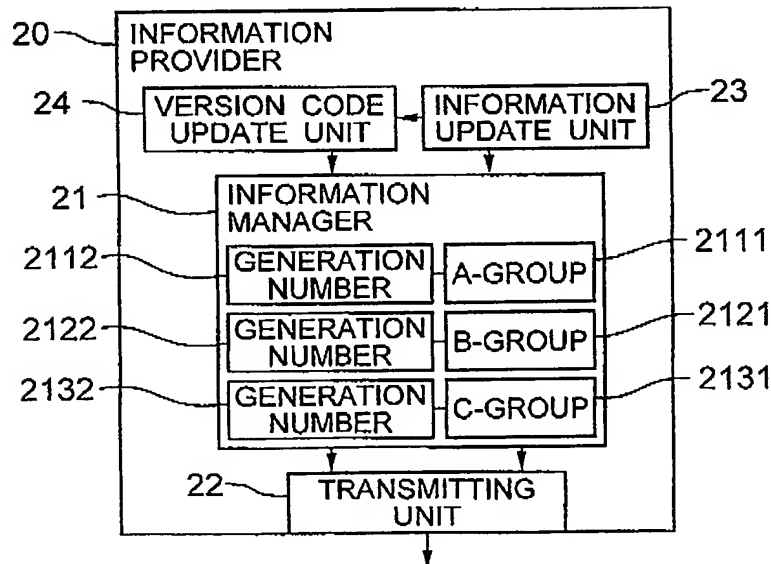 20
INFORMATION
PROVIDER
24
VERSION CODE
UPDATE UNIT
INFORMATION
UPDATE UNIT
23
21
INFORMATION
MANAGER
2112
GENERATION
NUMBER
A-GROUP
2111
2122
GENERATION
NUMBER
B-GROUP
2121
2132
GENERATION
NUMBER
C-GROUP
2131
22
TRANSMITTING
UNIT